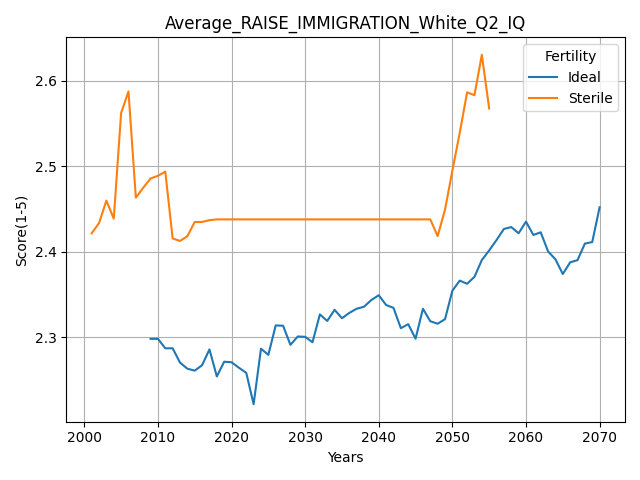 Average_RAISE_IMMIGRATION_White_Q2_IQ
Fertility
Ideal
Sterile
Score(1-5)
2.6
2.5
2.4
2.3
2000 2010 2020 2030 2040 2050 2060 2070
Years